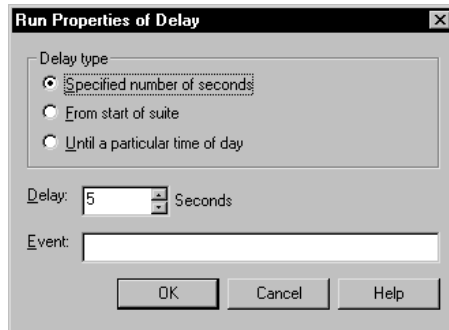 Run Properties of Delay
Delay type
Specified number of seconds
From start of suite
Until a particular time of day
Delay: 5 Seconds
Event:
OK Cancel Help